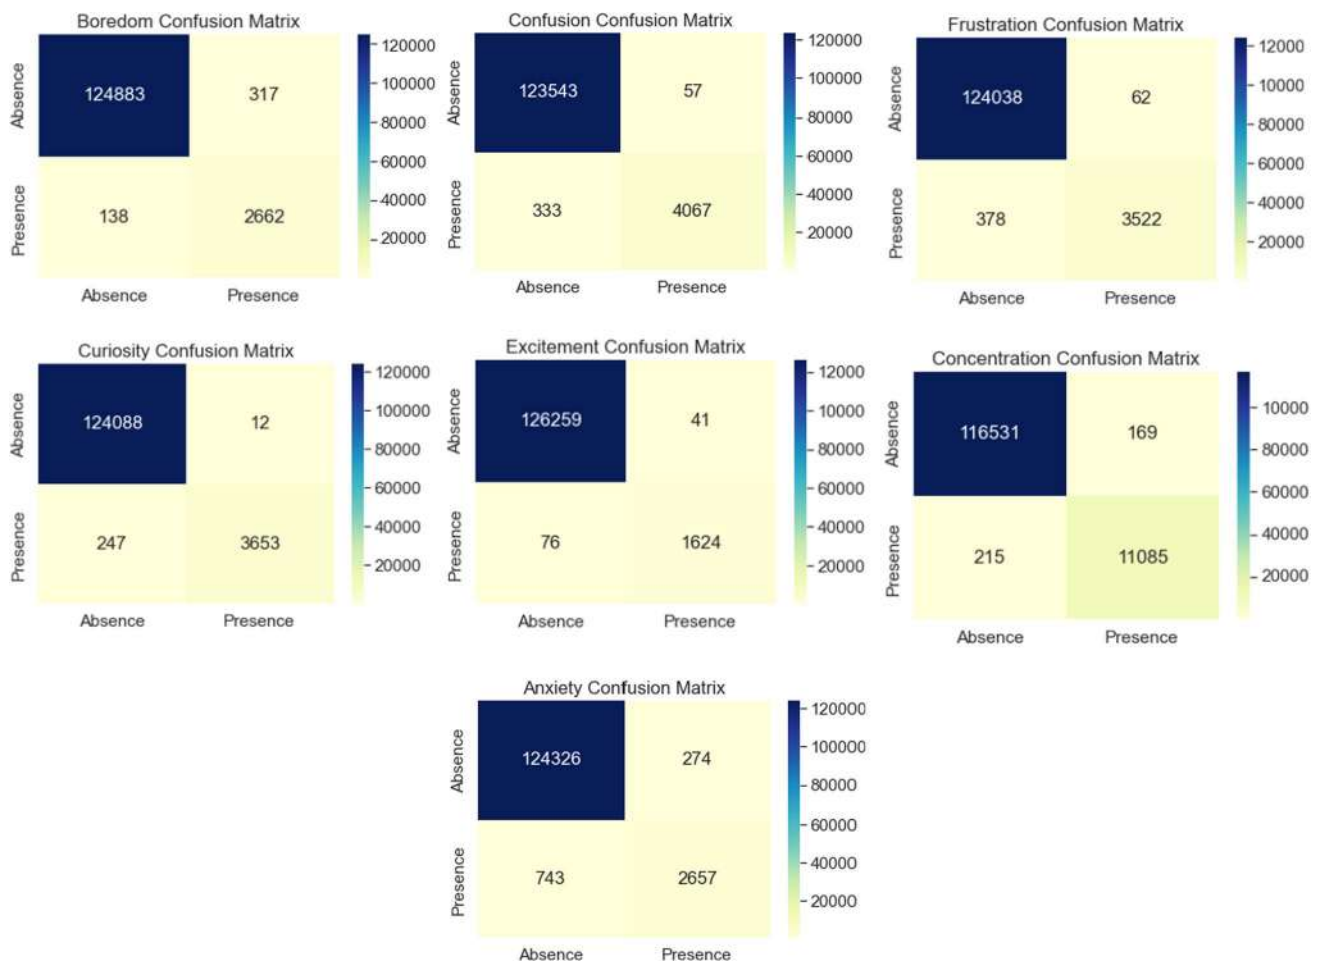 Boredom Confusion Matrix
Absence
Presence
124883 317
138 2662
Absence Presence
120000
100000
80000
60000
40000
20000
Confusion Confusion Matrix
Absence
Presence
123543 57
333 4067
Absence Presence
120000
100000
80000
60000
40000
20000
Frustration Confusion Matrix
Absence
Presence
124038 62
378 3522
Absence Presence
12000
10000
80000
60000
40000
20000
Curiosity Confusion Matrix
Absence
Presence
124088 12
247 3653
Absence Presence
120000
100000
80000
60000
40000
20000
Excitement Confusion Matrix
Absence
Presence
126259 41
76 1624
Absence Presence
12000
10000
80000
60000
40000
20000
Concentration Confusion Matrix
Absence
Presence
116531 169
215 11085
Absence Presence
10000
80000
60000
40000
20000
Anxiety Confusion Matrix
Absence
Presence
124326 274
743 2657
Absence Presence
120000
100000
80000
60000
40000
20000